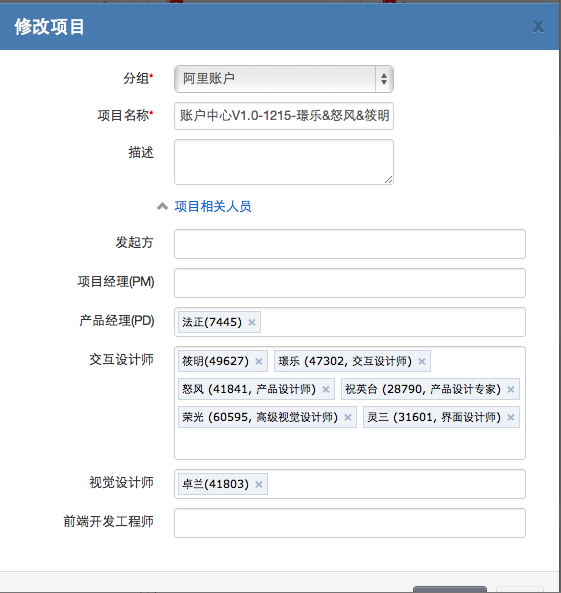 修改项目 X
分组* 阿里账户
项目名称* 账户中心V1.0-1215-璟乐&怒风&筱明
描述
项目相关人员
发起方
项目经理(PM)
产品经理(PD) 法正(7445) ×
交互设计师 筱明(49627) × 璟乐 (47302, 交互设计师) ×
怒风 (41841, 产品设计师) × 祝英台 (28790, 产品设计专家) ×
荣光 (60595, 高级视觉设计师) × 灵三 (31601, 界面设计师) ×
视觉设计师 卓兰(41803) ×
前端开发工程师